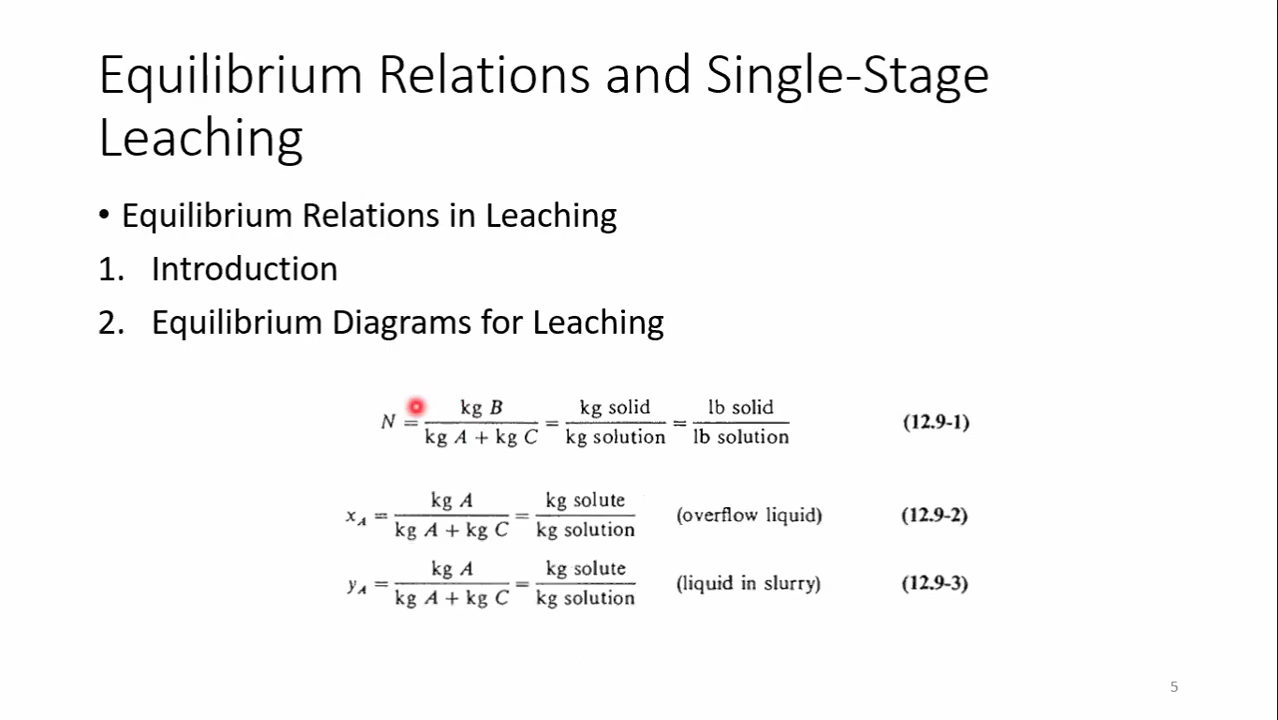 Equilibrium Relations and Single-Stage
Leaching
• Equilibrium Relations in Leaching
1. Introduction
2. Equilibrium Diagrams for Leaching
N = kg B / kg A + kg C = kg solid / kg solution = lb solid / lb solution (12.9-1)
x_A = kg A / kg A + kg C = kg solute / kg solution (overflow liquid) (12.9-2)
y_A = kg A / kg A + kg C = kg solute / kg solution (liquid in slurry) (12.9-3)
5